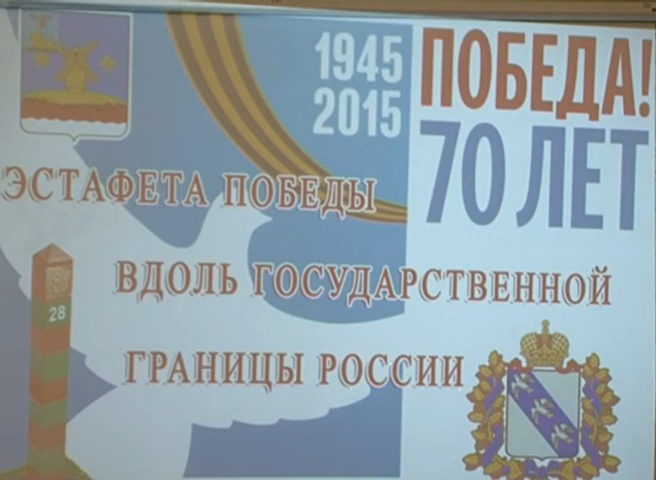 1945
2015
ПОБЕДА!
70 ЛЕТ
ЭСТАФЕТА ПОБЕДЫ
ВДОЛЬ ГОСУДАРСТВЕННОЙ
ГРАНИЦЫ РОССИИ
28